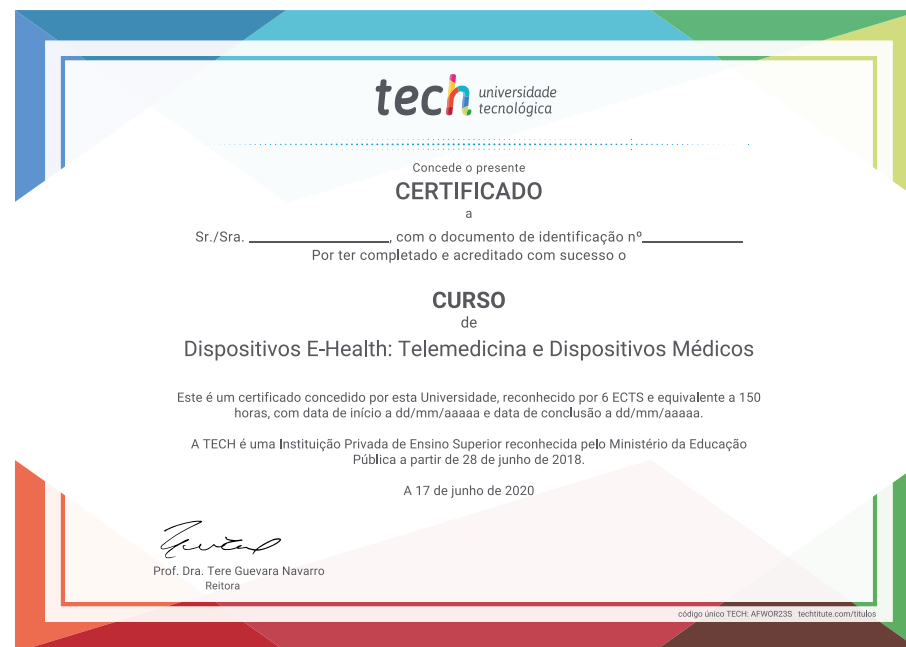 tech universidade
tecnológica
Concede o presente
CERTIFICADO
a
Sr./Sra. ________________, com o documento de identificação nº____________
Por ter completado e acreditado com sucesso o
CURSO
de
Dispositivos E-Health: Telemedicina e Dispositivos Médicos
Este é um certificado concedido por esta Universidade, reconhecido por 6 ECTS e equivalente a 150
horas, com data de início a dd/mm/aaaaa e data de conclusão a dd/mm/aaaaa.
A TECH é uma Instituição Privada de Ensino Superior reconhecida pelo Ministério da Educação
Pública a partir de 28 de junho de 2018.
A 17 de junho de 2020
Prof. Dra. Tere Guevara Navarro
Reitora
código único TECH: AFWOR23S techtitute.com/titulos